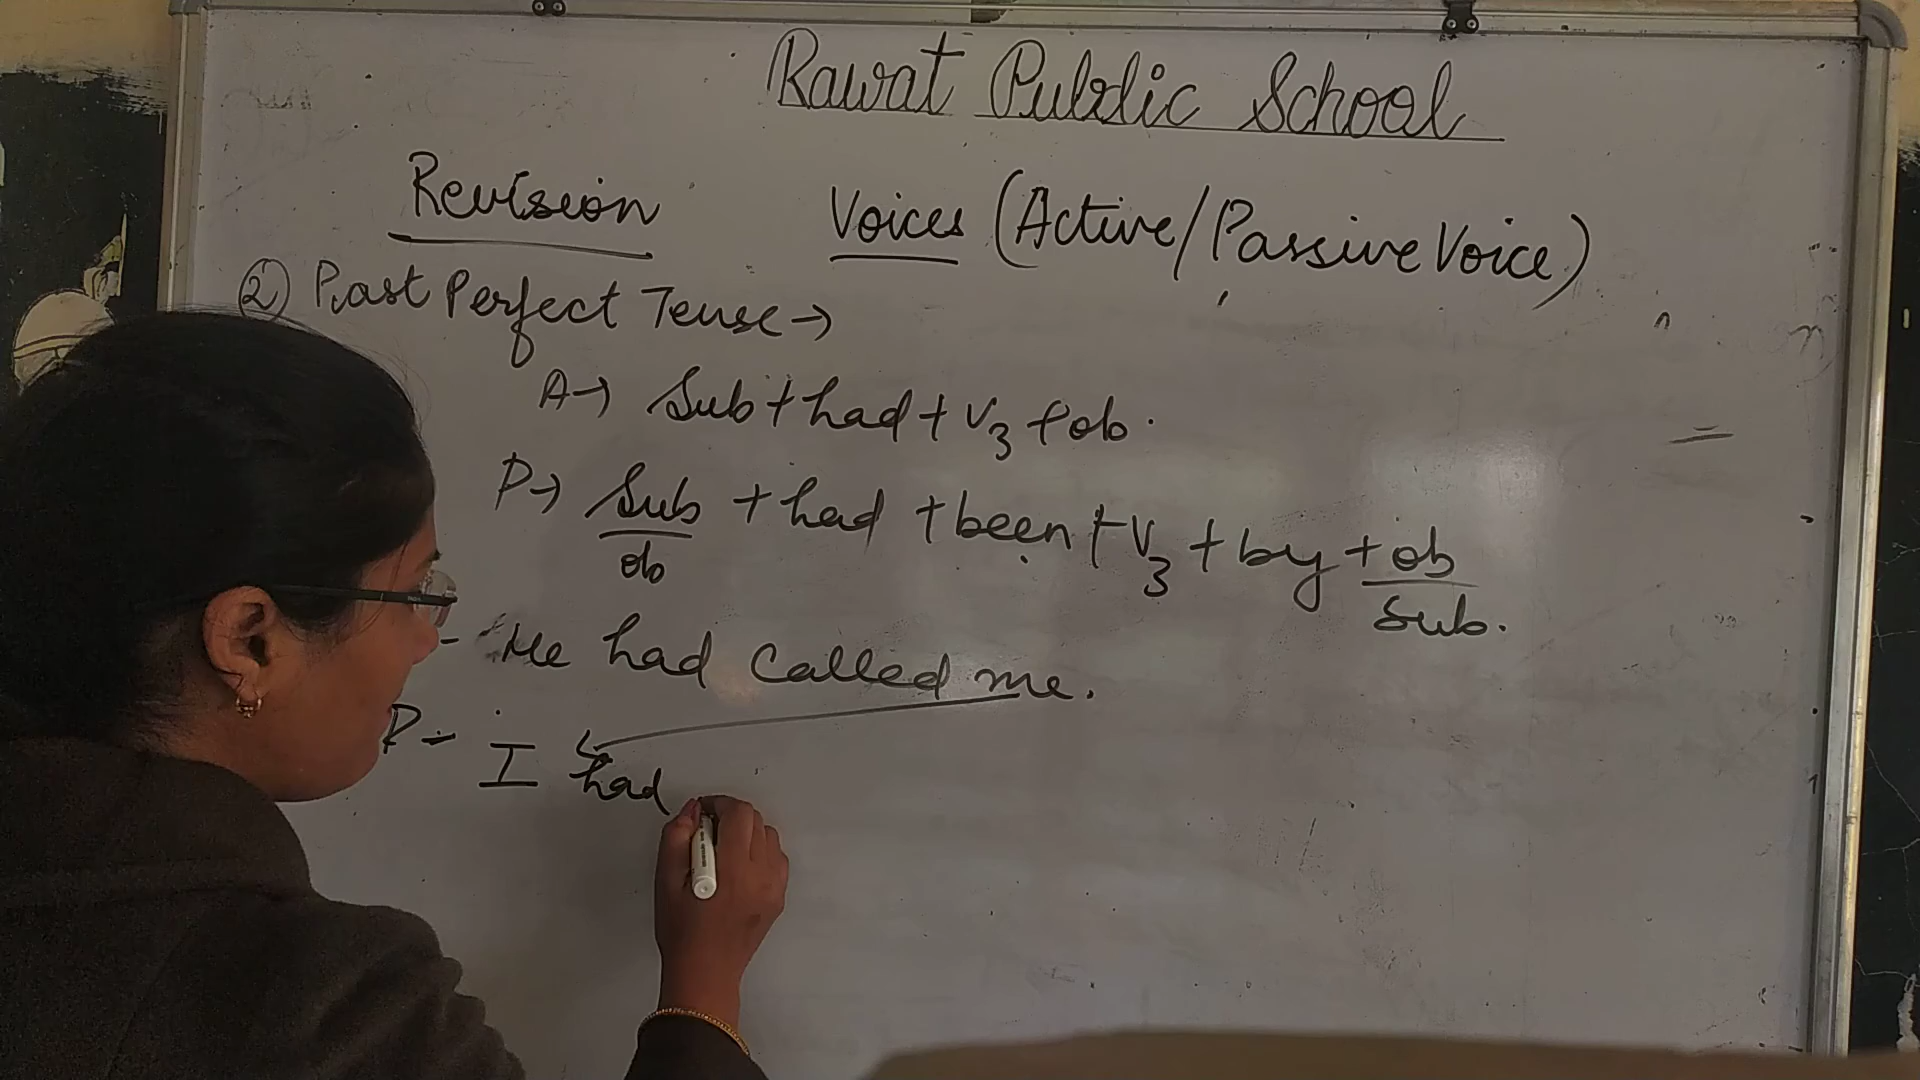 Rawat Public School
Revision Voices (Active/Passive Voice)
② Past Perfect Tense →
A → Sub + had + V3 + ob.
P → Sub + had + been + V3 + by + ob
ob sub.
- He had called me.
P - I had